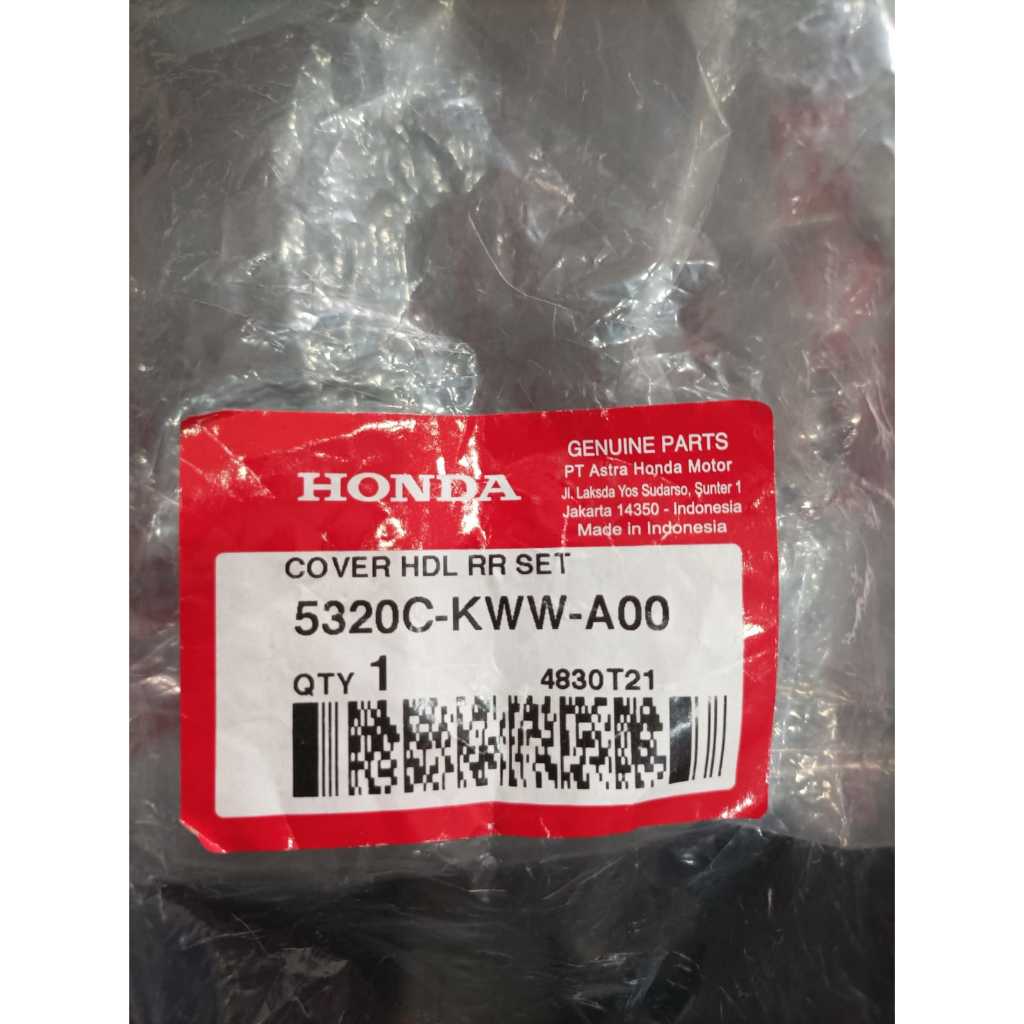 HONDA
GENUINE PARTS
PT Astra Honda Motor
Jl. Laksda Yos Sudarso, Sunter 1
Jakarta 14350 - Indonesia
Made in Indonesia
COVER HDL RR SET
5320C-KWW-A00
QTY 1 4830T21